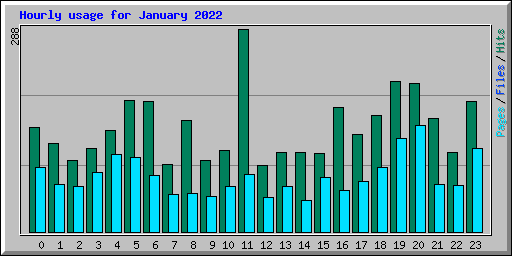 Hourly usage for January 2022
288
Pages/Files/Hits
0 1 2 3 4 5 6 7 8 9 10 11 12 13 14 15 16 17 18 19 20 21 22 23